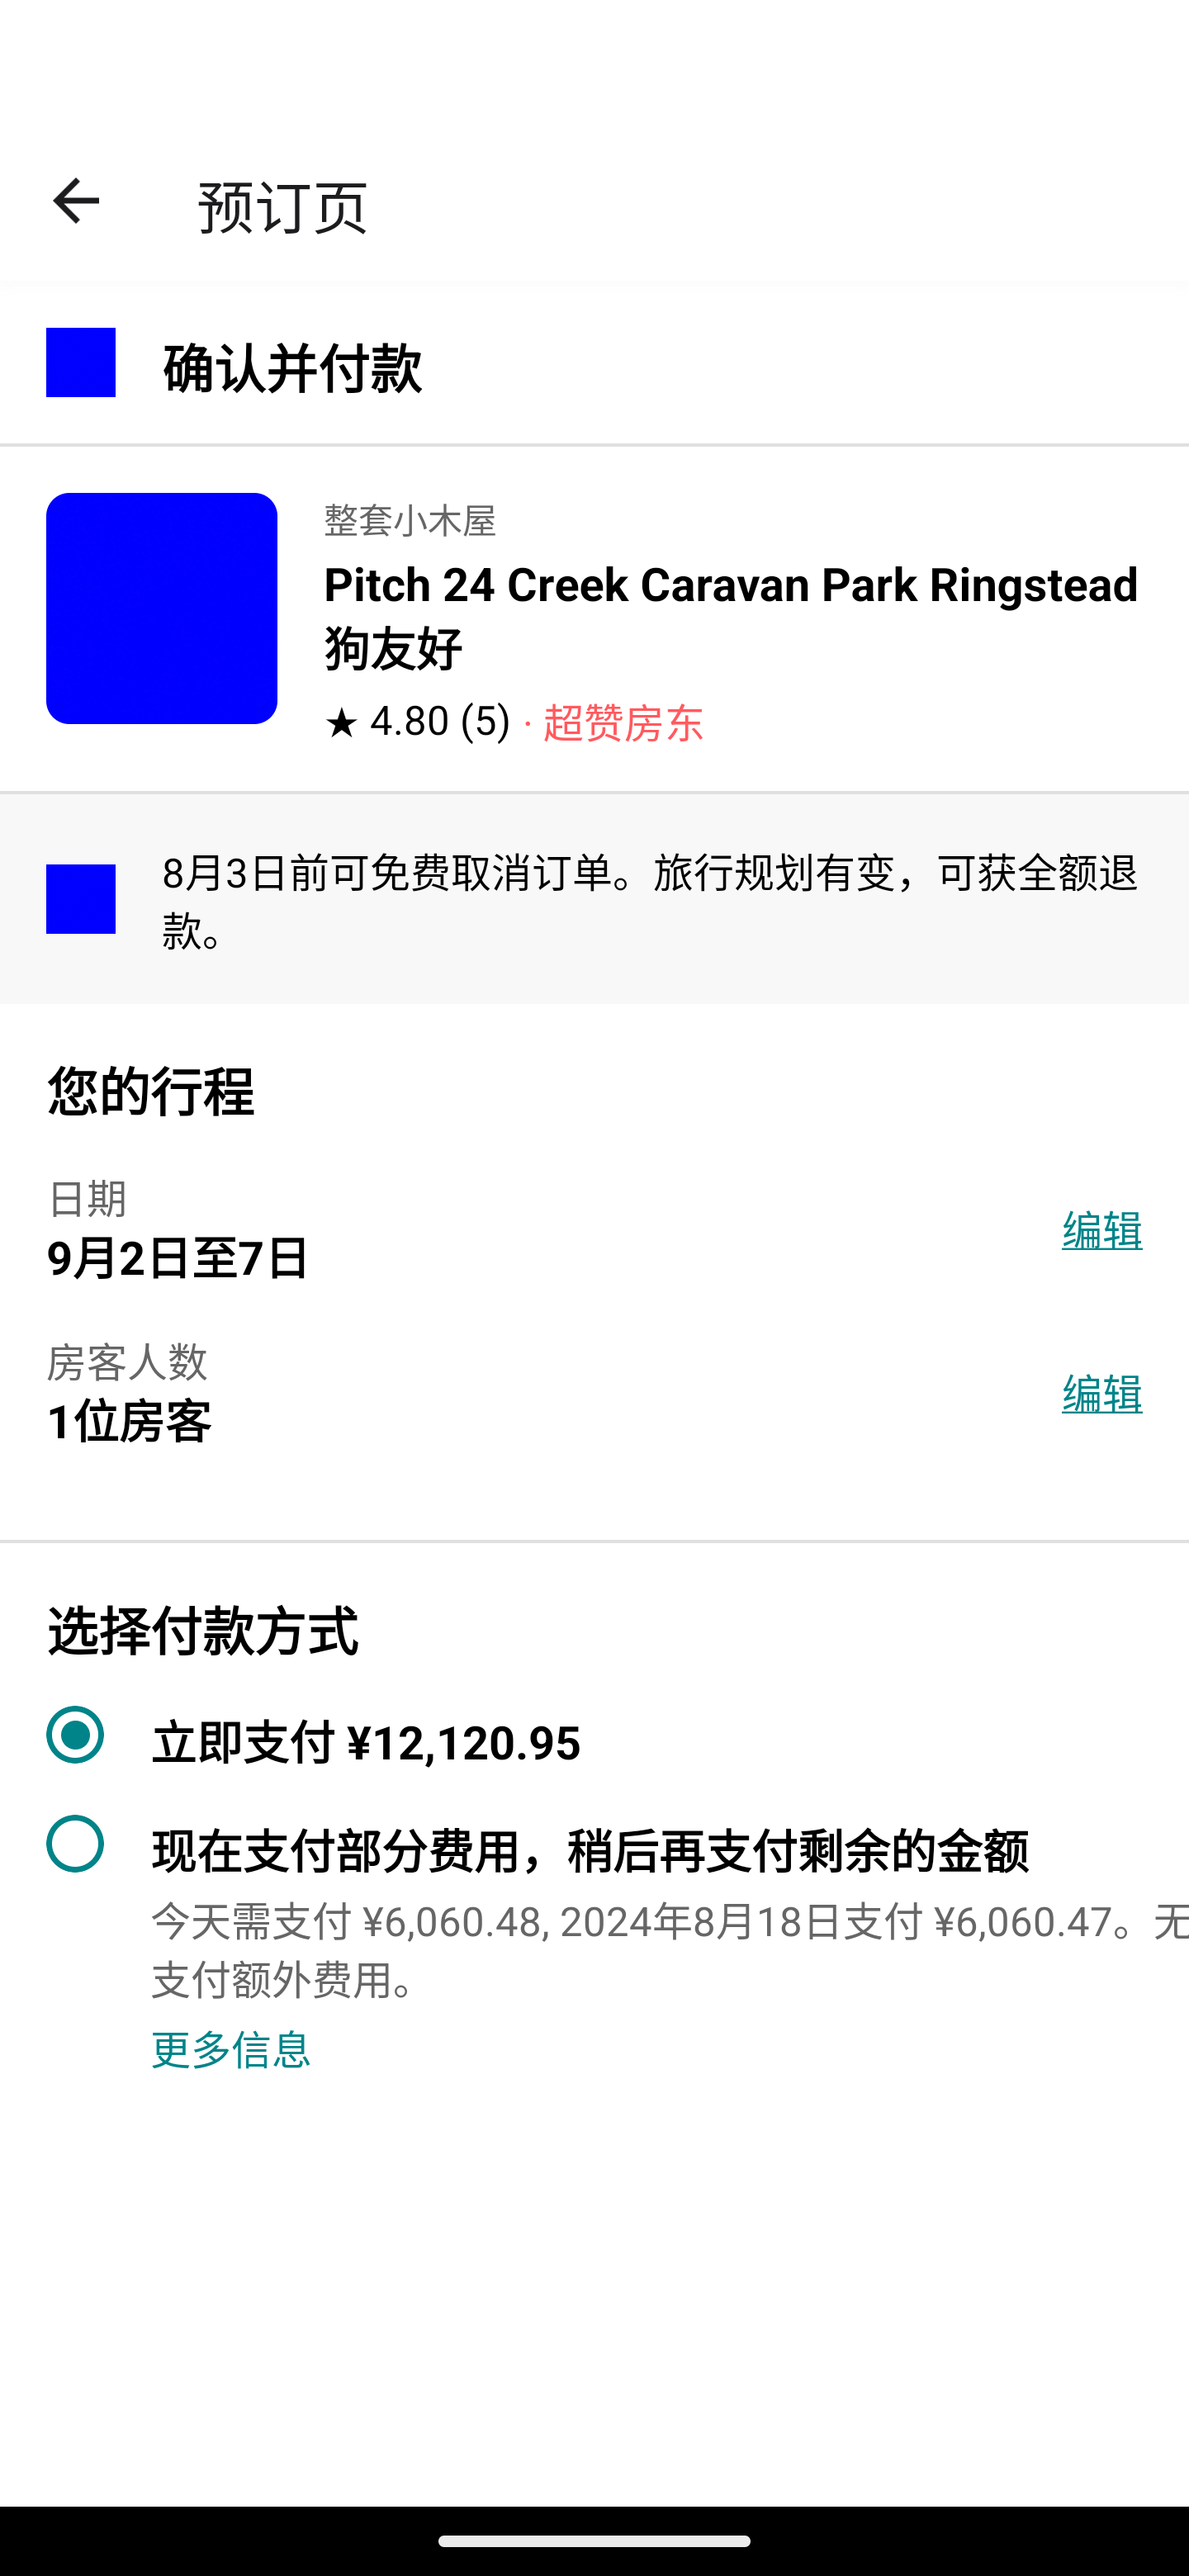 预订页
确认并付款
整套小木屋
Pitch 24 Creek Caravan Park Ringstead
狗友好
★ 4.80 (5) · 超赞房东
8月3日前可免费取消订单。旅行规划有变，可获全额退
款。
您的行程
日期
9月2日至7日
编辑
房客人数
1位房客
编辑
选择付款方式
立即支付 ¥12,120.95
现在支付部分费用，稍后再支付剩余的金额
今天需支付 ¥6,060.48, 2024年8月18日支付 ¥6,060.47。无
支付额外费用。
更多信息